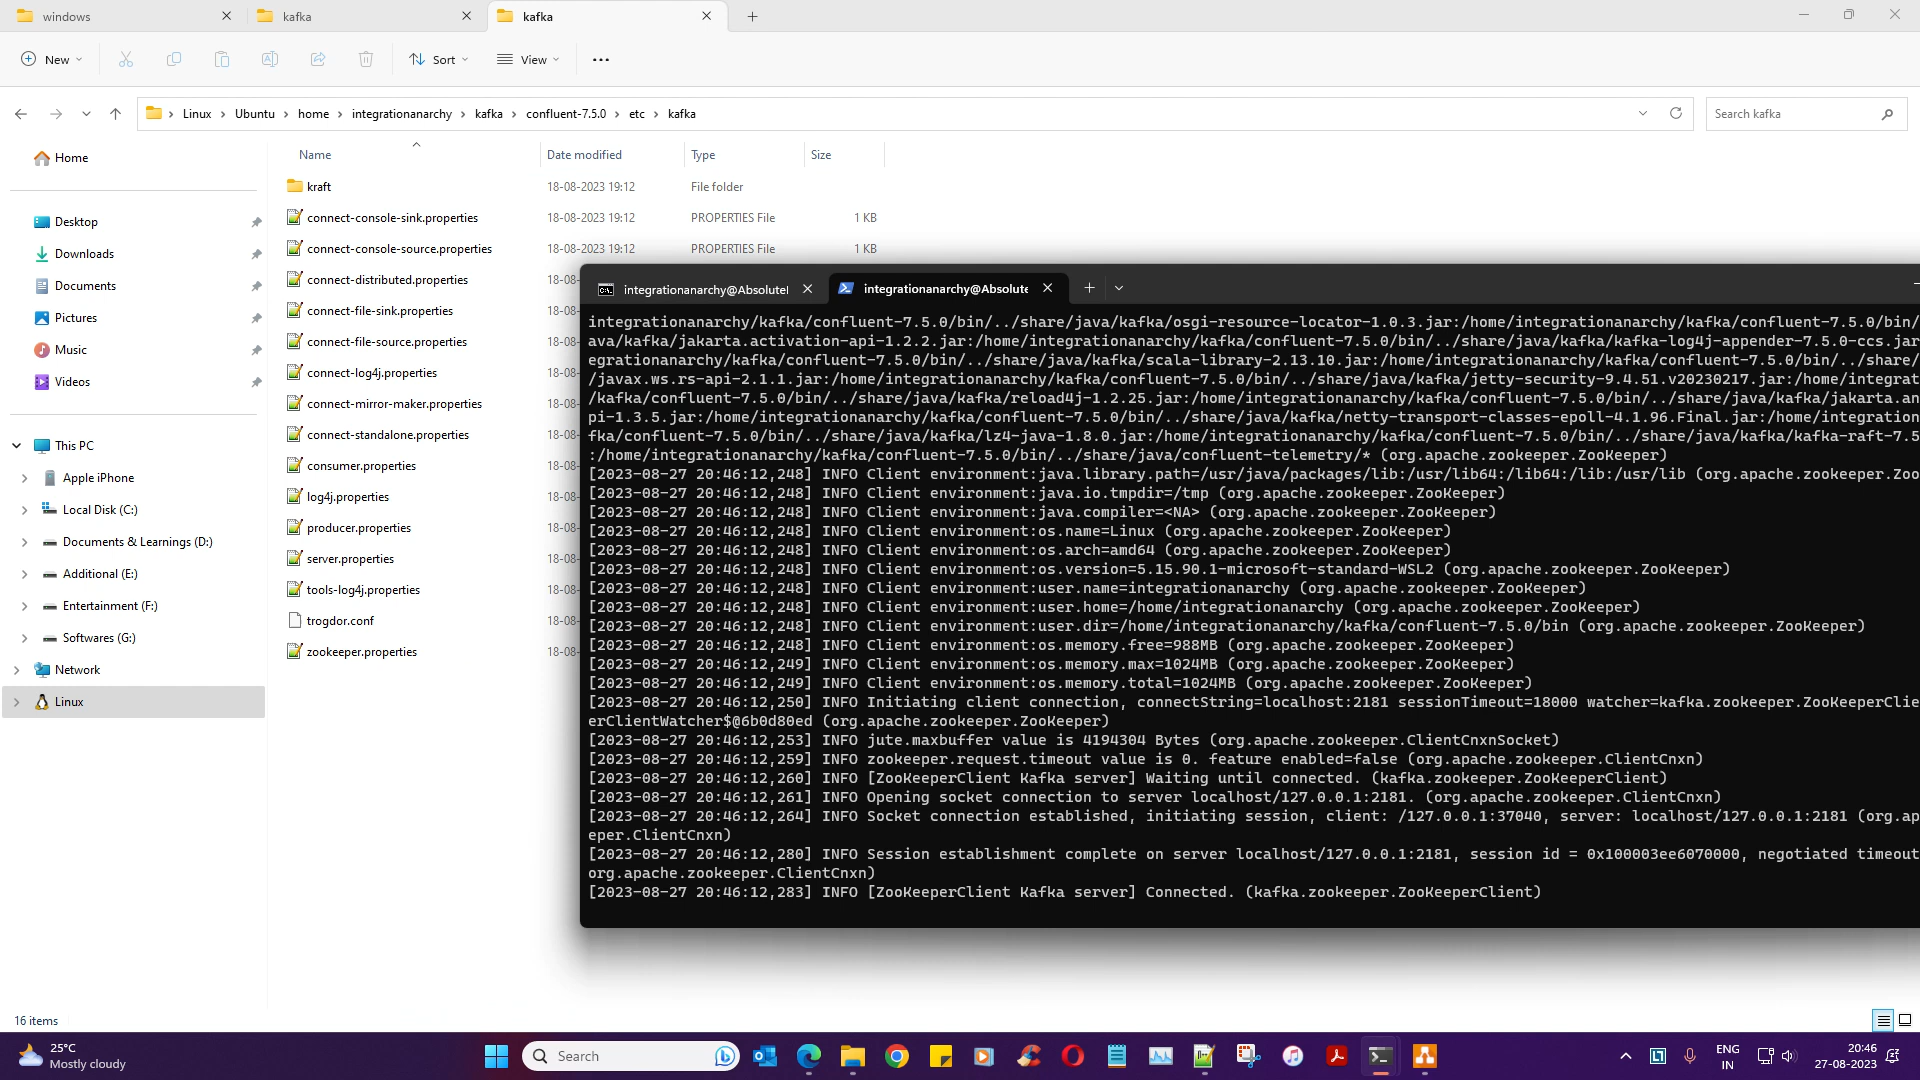 windows
kafka
kafka
New
Sort
View
Linux
Ubuntu
home
integrationanarchy
kafka
confluent-7.5.0
etc
kafka
Search kafka
Home
Desktop
Downloads
Documents
Pictures
Music
Videos
This PC
Apple iPhone
Local Disk (C:)
Documents & Learnings (D:)
Additional (E:)
Entertainment (F:)
Softwares (G:)
Network
Linux
Name Date modified Type Size
kraft 18-08-2023 19:12 File folder
connect-console-sink.properties 18-08-2023 19:12 PROPERTIES File 1 KB
connect-console-source.properties 18-08-2023 19:12 PROPERTIES File 1 KB
connect-distributed.properties 18-08-
connect-file-sink.properties 18-08-
connect-file-source.properties 18-08-
connect-log4j.properties 18-08-
connect-mirror-maker.properties 18-08-
connect-standalone.properties 18-08-
consumer.properties 18-08-
log4j.properties 18-08-
producer.properties 18-08-
server.properties 18-08-
tools-log4j.properties 18-08-
trogdor.conf 18-08-
zookeeper.properties 18-08-
integrationanarchy@Absolutel
integrationanarchy@Absolute
integrationanarchy/kafka/confluent-7.5.0/bin/../share/java/kafka/osgi-resource-locator-1.0.3.jar:/home/integrationanarchy/kafka/confluent-7.5.0/bin/
ava/kafka/jakarta.activation-api-1.2.2.jar:/home/integrationanarchy/kafka/confluent-7.5.0/bin/../share/java/kafka/kafka-log4j-appender-7.5.0-ccs.jar
egrationanarchy/kafka/confluent-7.5.0/bin/../share/java/kafka/scala-library-2.13.10.jar:/home/integrationanarchy/kafka/confluent-7.5.0/bin/../share/
/javax.ws.rs-api-2.1.1.jar:/home/integrationanarchy/kafka/confluent-7.5.0/bin/../share/java/kafka/jetty-security-9.4.51.v20230217.jar:/home/integrat
/kafka/confluent-7.5.0/bin/../share/java/kafka/reload4j-1.2.25.jar:/home/integrationanarchy/kafka/confluent-7.5.0/bin/../share/java/kafka/jakarta.an
pi-1.3.5.jar:/home/integrationanarchy/kafka/confluent-7.5.0/bin/../share/java/kafka/netty-transport-classes-epoll-4.1.96.Final.jar:/home/integration
fka/confluent-7.5.0/bin/../share/java/kafka/lz4-java-1.8.0.jar:/home/integrationanarchy/kafka/confluent-7.5.0/bin/../share/java/kafka/kafka-raft-7.5
:/home/integrationanarchy/kafka/confluent-7.5.0/bin/../share/java/confluent-telemetry/* (org.apache.zookeeper.ZooKeeper)
[2023-08-27 20:46:12,248] INFO Client environment:java.library.path=/usr/java/packages/lib:/usr/lib64:/lib64:/lib:/usr/lib (org.apache.zookeeper.Zoo
[2023-08-27 20:46:12,248] INFO Client environment:java.io.tmpdir=/tmp (org.apache.zookeeper.ZooKeeper)
[2023-08-27 20:46:12,248] INFO Client environment:java.compiler=<NA> (org.apache.zookeeper.ZooKeeper)
[2023-08-27 20:46:12,248] INFO Client environment:os.name=Linux (org.apache.zookeeper.ZooKeeper)
[2023-08-27 20:46:12,248] INFO Client environment:os.arch=amd64 (org.apache.zookeeper.ZooKeeper)
[2023-08-27 20:46:12,248] INFO Client environment:os.version=5.15.90.1-microsoft-standard-WSL2 (org.apache.zookeeper.ZooKeeper)
[2023-08-27 20:46:12,248] INFO Client environment:user.name=integrationanarchy (org.apache.zookeeper.ZooKeeper)
[2023-08-27 20:46:12,248] INFO Client environment:user.home=/home/integrationanarchy (org.apache.zookeeper.ZooKeeper)
[2023-08-27 20:46:12,248] INFO Client environment:user.dir=/home/integrationanarchy/kafka/confluent-7.5.0/bin (org.apache.zookeeper.ZooKeeper)
[2023-08-27 20:46:12,248] INFO Client environment:os.memory.free=988MB (org.apache.zookeeper.ZooKeeper)
[2023-08-27 20:46:12,249] INFO Client environment:os.memory.max=1024MB (org.apache.zookeeper.ZooKeeper)
[2023-08-27 20:46:12,249] INFO Client environment:os.memory.total=1024MB (org.apache.zookeeper.ZooKeeper)
[2023-08-27 20:46:12,250] INFO Initiating client connection, connectString=localhost:2181 sessionTimeout=18000 watcher=kafka.zookeeper.ZooKeeperClie
erClientWatcher$@6b0d80ed (org.apache.zookeeper.ZooKeeper)
[2023-08-27 20:46:12,253] INFO jute.maxbuffer value is 4194304 Bytes (org.apache.zookeeper.ClientCnxnSocket)
[2023-08-27 20:46:12,259] INFO zookeeper.request.timeout value is 0. feature enabled=false (org.apache.zookeeper.ClientCnxn)
[2023-08-27 20:46:12,260] INFO [ZooKeeperClient Kafka server] Waiting until connected. (kafka.zookeeper.ZooKeeperClient)
[2023-08-27 20:46:12,261] INFO Opening socket connection to server localhost/127.0.0.1:2181. (org.apache.zookeeper.ClientCnxn)
[2023-08-27 20:46:12,264] INFO Socket connection established, initiating session, client: /127.0.0.1:37040, server: localhost/127.0.0.1:2181 (org.ap
eper.ClientCnxn)
[2023-08-27 20:46:12,280] INFO Session establishment complete on server localhost/127.0.0.1:2181, session id = 0x100003ee6070000, negotiated timeout
org.apache.zookeeper.ClientCnxn)
[2023-08-27 20:46:12,283] INFO [ZooKeeperClient Kafka server] Connected. (kafka.zookeeper.ZooKeeperClient)
16 items
25°C
Mostly cloudy
Search
ENG
IN
20:46
27-08-2023